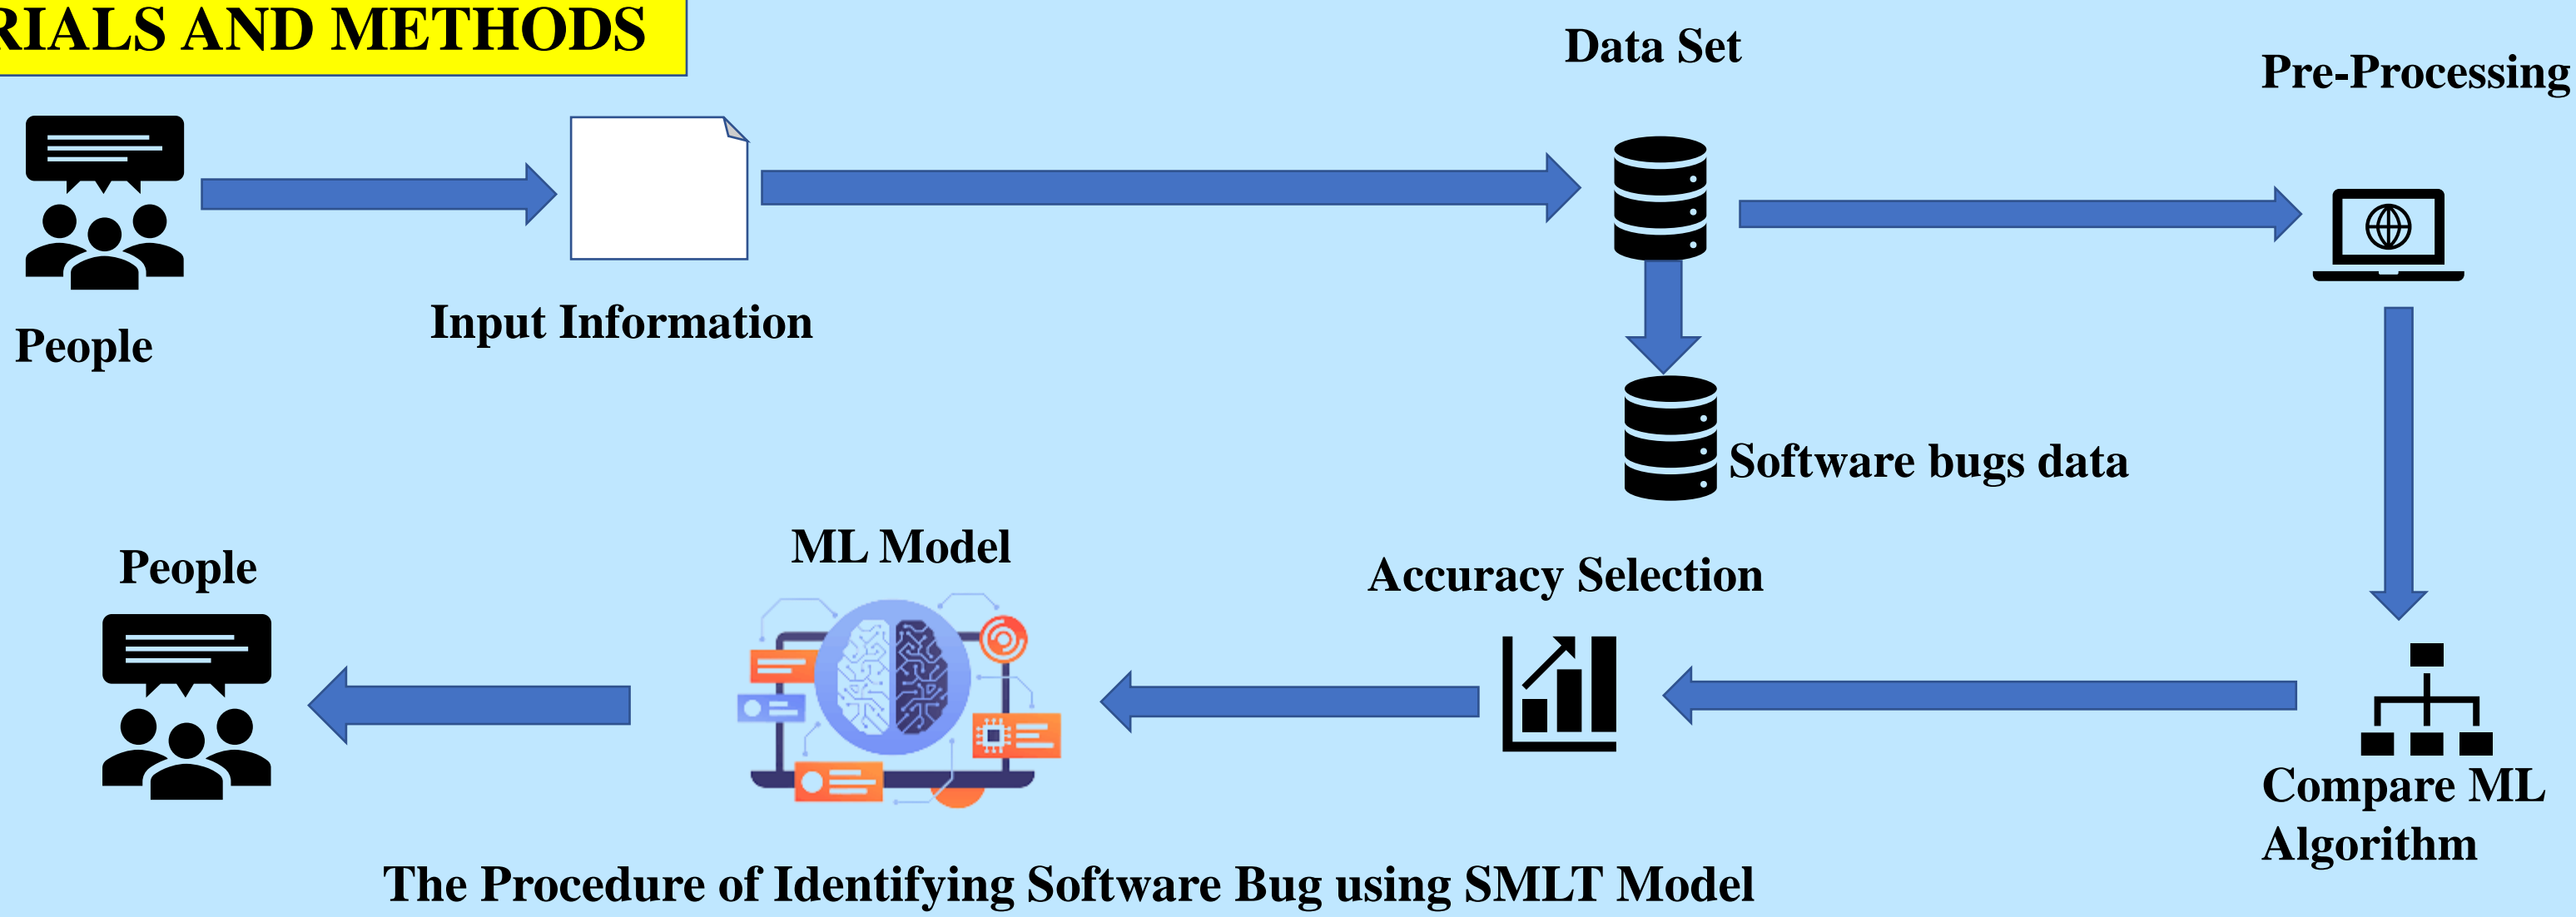 RIALS AND METHODS
Data Set
Pre-Processing
People
Input Information
Software bugs data
People
ML Model
Accuracy Selection
Compare ML
Algorithm
The Procedure of Identifying Software Bug using SMLT Model